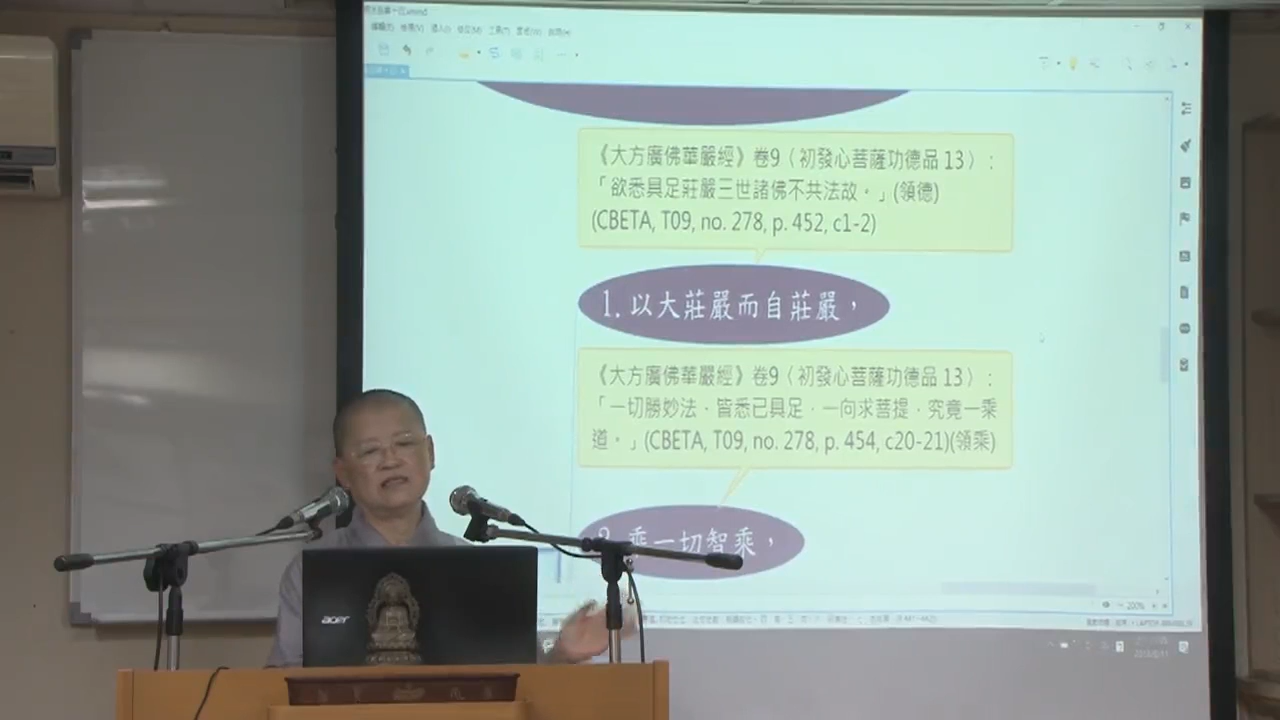 《大方廣佛華嚴經》卷9〈初發心菩薩功德品 13〉：
「欲悉具足莊嚴三世諸佛不共法故。」(領德)
(CBETA, T09, no. 278, p. 452, c1-2)
1. 以大莊嚴而自莊嚴，
《大方廣佛華嚴經》卷9〈初發心菩薩功德品 13〉：
「一切勝妙法，皆悉已具足，一向求菩提，究竟一乘
道。」(CBETA, T09, no. 278, p. 454, c20-21)(領乘)
乘一切智乘，
200%
acer